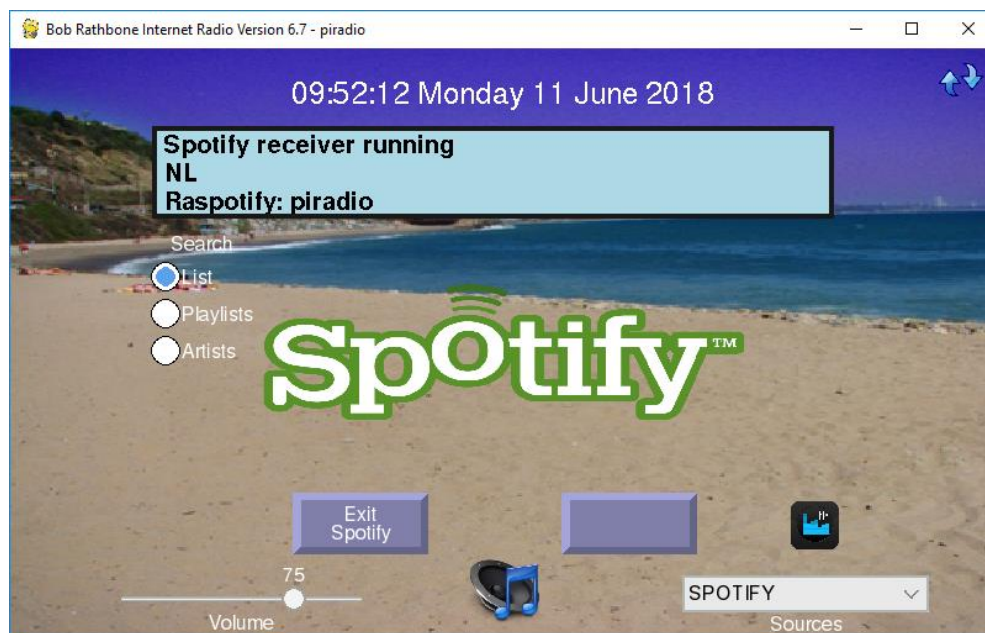 Bob Rathbone Internet Radio Version 6.7 - piradio
09:52:12 Monday 11 June 2018
Spotify receiver running
NL
Raspotify: piradio
Search
List
Playlists
Artists
Spotify™
Exit
Spotify
75
Volume
SPOTIFY
Sources